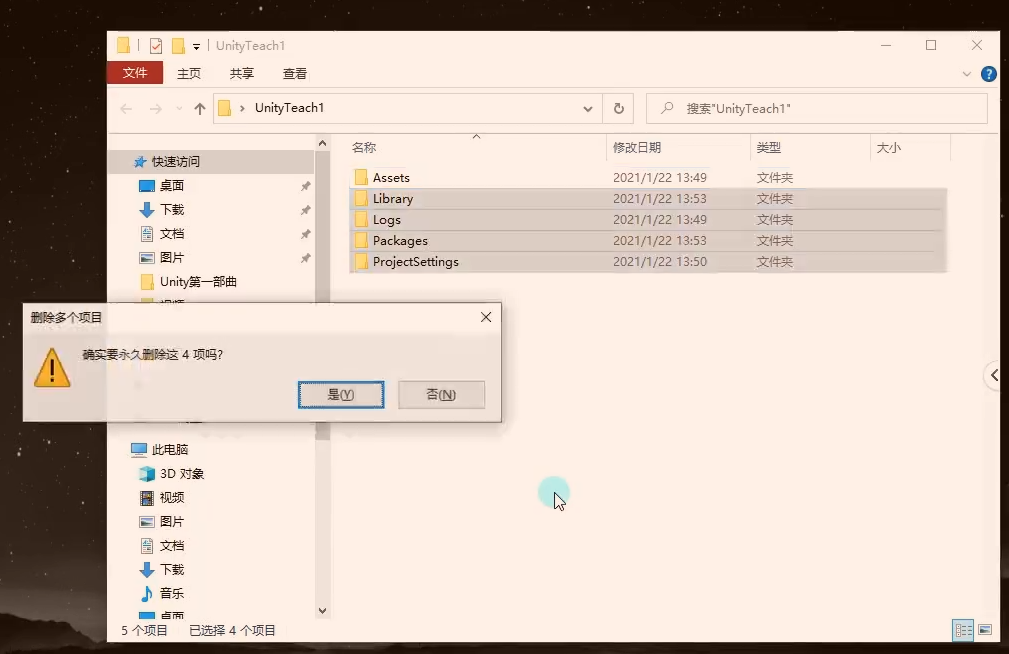 UnityTeach1
文件 主页 共享 查看
UnityTeach1 搜索"UnityTeach1"
名称 修改日期 类型 大小
快速访问
桌面
下载
文档
图片
Unity第一部曲
Assets 2021/1/22 13:49 文件夹
Library 2021/1/22 13:53 文件夹
Logs 2021/1/22 13:49 文件夹
Packages 2021/1/22 13:53 文件夹
ProjectSettings 2021/1/22 13:50 文件夹
删除多个项目
确实要永久删除这 4 项吗?
是(Y) 否(N)
此电脑
3D 对象
视频
图片
文档
下载
音乐
桌面
5 个项目 已选择 4 个项目